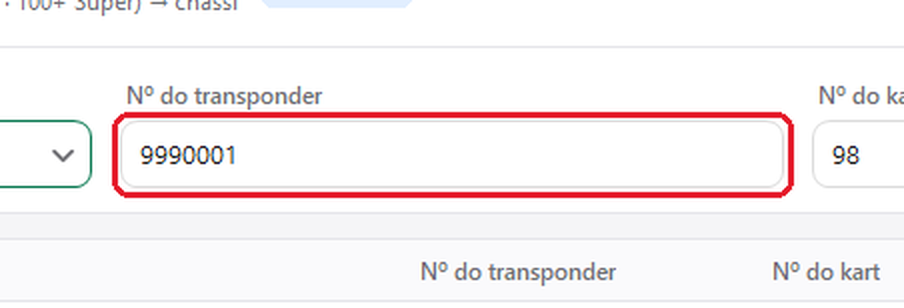 · 100+ Super) → chassi
Nº do transponder
Nº do ka
9990001
98
Nº do transponder
Nº do kart